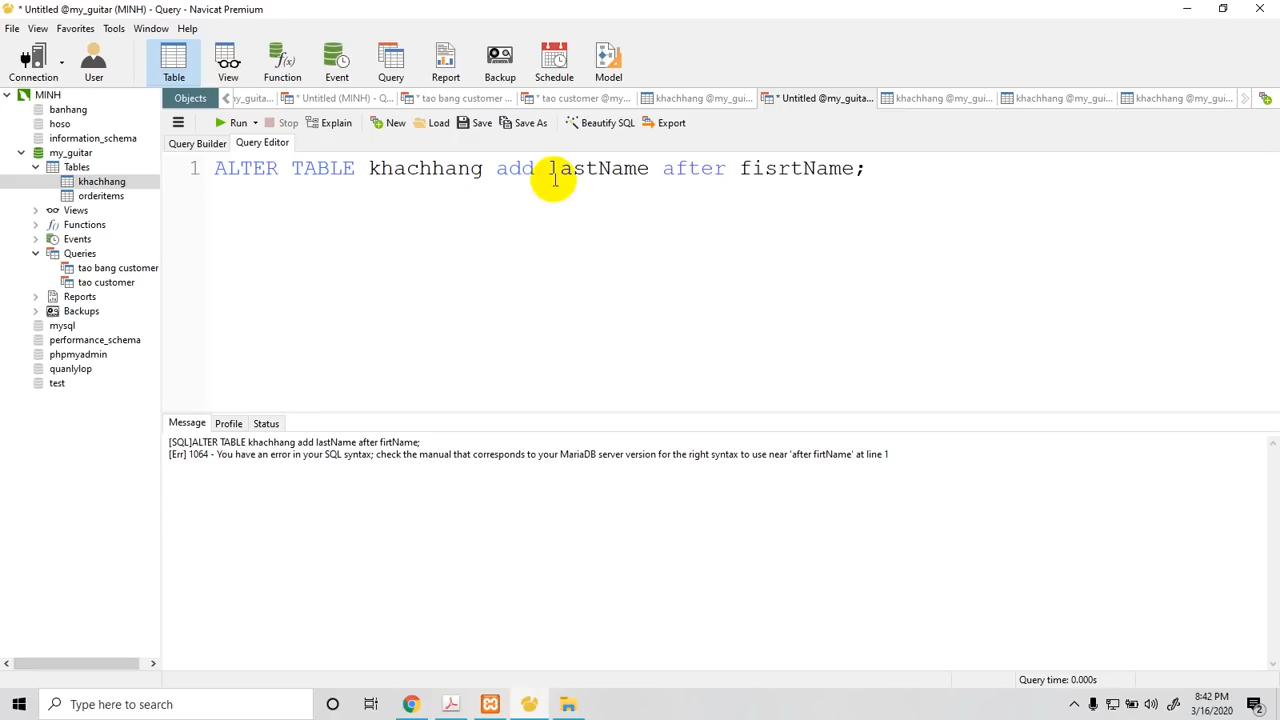 * Untitled @my_guitar (MINH) - Query - Navicat Premium
File View Favorites Tools Window Help
Connection User Table View Function Event Query Report Backup Schedule Model
MINH
banhang
hoso
information_schema
my_guitar
Tables
khachhang
orderitems
Views
Functions
Events
Queries
tao bang customer
tao customer
Reports
Backups
mysql
performance_schema
phpmyadmin
quanlylop
test
Objects
ny_guita... * Untitled (MINH) - Q... * tao bang customer ... * tao customer @my... khachhang @my_gui... * Untitled @my_guita... khachhang @my_gu... khachhang @my_gu... khachhang @my_gu...
Run Stop Explain New Load Save Save As Beautify SQL Export
Query Builder Query Editor
1 ALTER TABLE khachhang add lastName after fisrtName;
Message Profile Status
[SQL]ALTER TABLE khachhang add lastName after firtName;
[Err] 1064 - You have an error in your SQL syntax; check the manual that corresponds to your MariaDB server version for the right syntax to use near 'after firtName' at line 1
Query time: 0.000s
Type here to search
8:42 PM
3/16/2020
2